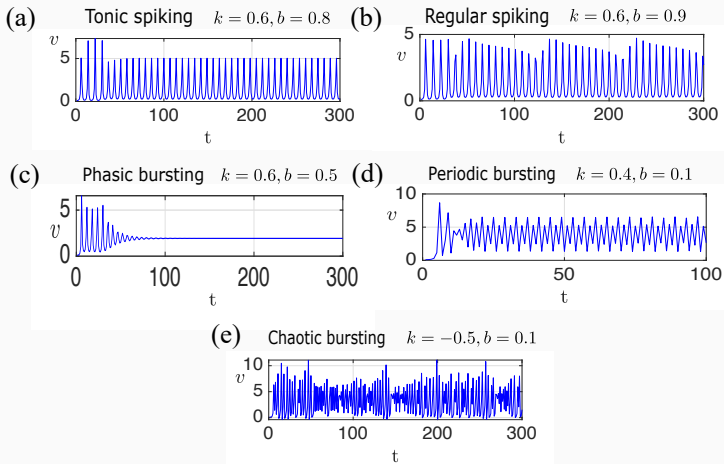 (a) Tonic spiking k = 0.6, b = 0.8
v
5
0
0 100 200 300
t
(b) Regular spiking k = 0.6, b = 0.9
v
5
0
100 200 300
t
(c) Phasic bursting k = 0.6, b = 0.5
v
5
0
0 100 200 300
t
(d) Periodic bursting k = 0.4, b = 0.1
v
10
5
0
0 50 100
t
(e) Chaotic bursting k = −0.5, b = 0.1
v
10
5
0
0 100 200 300
t